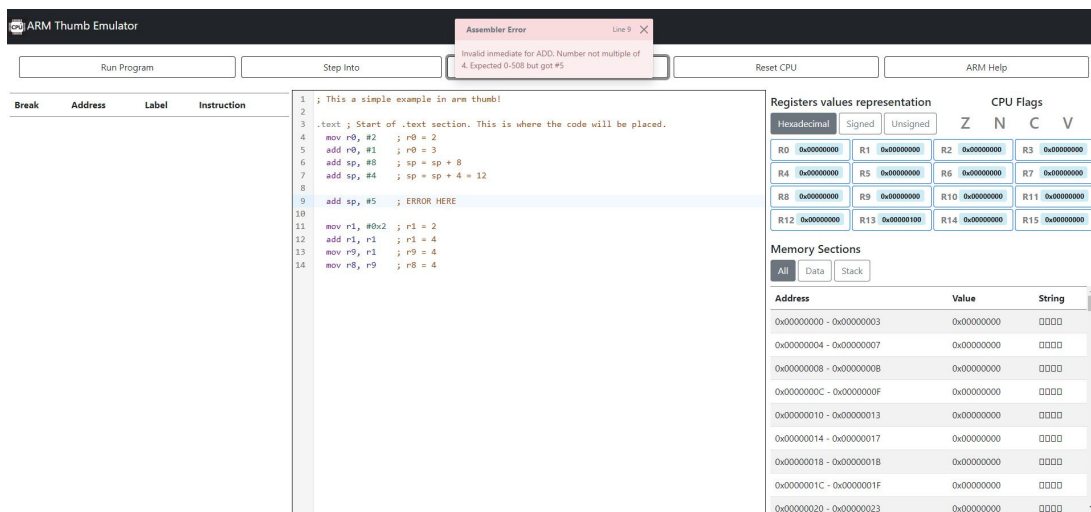 CPU ARM Thumb Emulator
Assembler Error Line 9
Invalid inmediate for ADD. Number not multiple of
4. Expected 0-508 but got #5
Run Program Step Into Reset CPU ARM Help
Break Address Label Instruction
1 ; This a simple example in arm thumb!
2
3 .text ; Start of .text section. This is where the code will be placed.
4 mov r0, #2 ; r0 = 2
5 add r0, #1 ; r0 = 3
6 add sp, #8 ; sp = sp + 8
7 add sp, #4 ; sp = sp + 4 = 12
8
9 add sp, #5 ; ERROR HERE
10
11 mov r1, #0x2 ; r1 = 2
12 add r1, r1 ; r1 = 4
13 mov r9, r1 ; r9 = 4
14 mov r8, r9 ; r8 = 4
Registers values representation CPU Flags
Hexadecimal Signed Unsigned Z N C V
R0 0x00000000 R1 0x00000000 R2 0x00000000 R3 0x00000000
R4 0x00000000 R5 0x00000000 R6 0x00000000 R7 0x00000000
R8 0x00000000 R9 0x00000000 R10 0x00000000 R11 0x00000000
R12 0x00000000 R13 0x00000100 R14 0x00000000 R15 0x00000000
Memory Sections
All Data Stack
Address Value String
0x00000000 - 0x00000003 0x00000000 □□□□
0x00000004 - 0x00000007 0x00000000 □□□□
0x00000008 - 0x0000000B 0x00000000 □□□□
0x0000000C - 0x0000000F 0x00000000 □□□□
0x00000010 - 0x00000013 0x00000000 □□□□
0x00000014 - 0x00000017 0x00000000 □□□□
0x00000018 - 0x0000001B 0x00000000 □□□□
0x0000001C - 0x0000001F 0x00000000 □□□□
0x00000020 - 0x00000023 0x00000000 □□□□